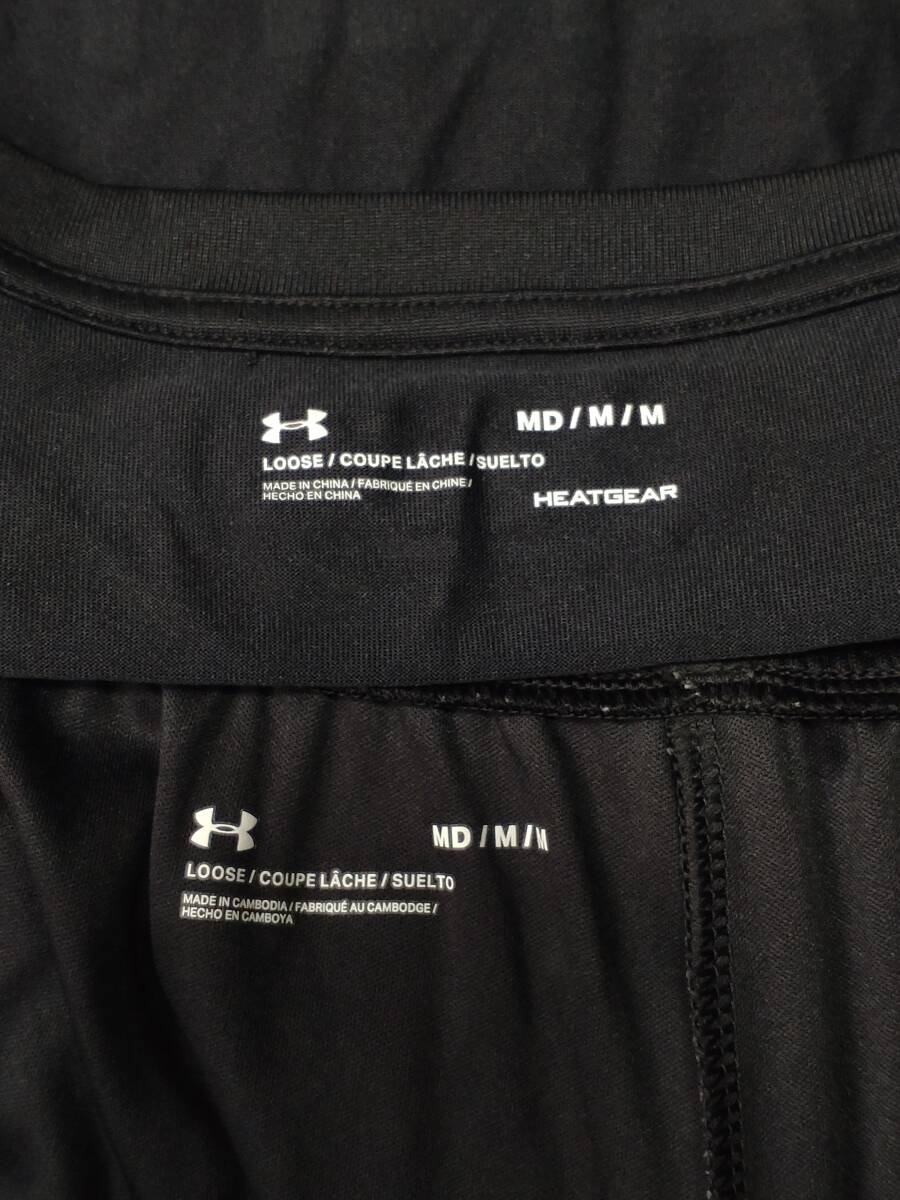 MD / M / M
LOOSE / COUPE LÂCHE / SUELTO
MADE IN CHINA / FABRIQUÉ EN CHINE /
HECHO EN CHINA
HEATGEAR
MD / M / M
LOOSE / COUPE LÂCHE / SUELTO
MADE IN CAMBODIA / FABRIQUÉ AU CAMBODGE /
HECHO EN CAMBOYA